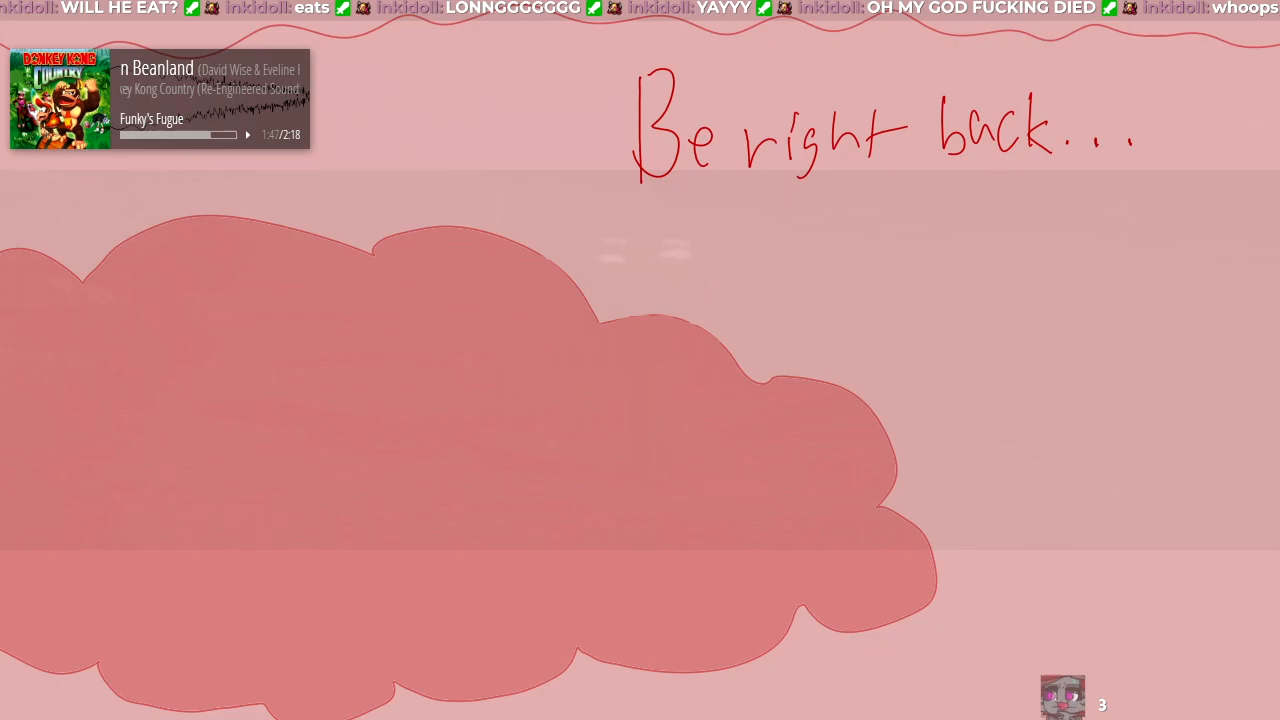 inkidoll: WILL HE EAT? inkidoll: eats inkidoll: LONNGGGGGGG inkidoll: YAYYY inkidoll: OH MY GOD FUCKING DIED inkidoll: whoops
DONKEY KONG
COUNTRY
n Beanland (David Wise & Eveline F
key Kong Country (Re-Engineered Sound
Funky's Fugue
1:47/2:18
Be right back...
3